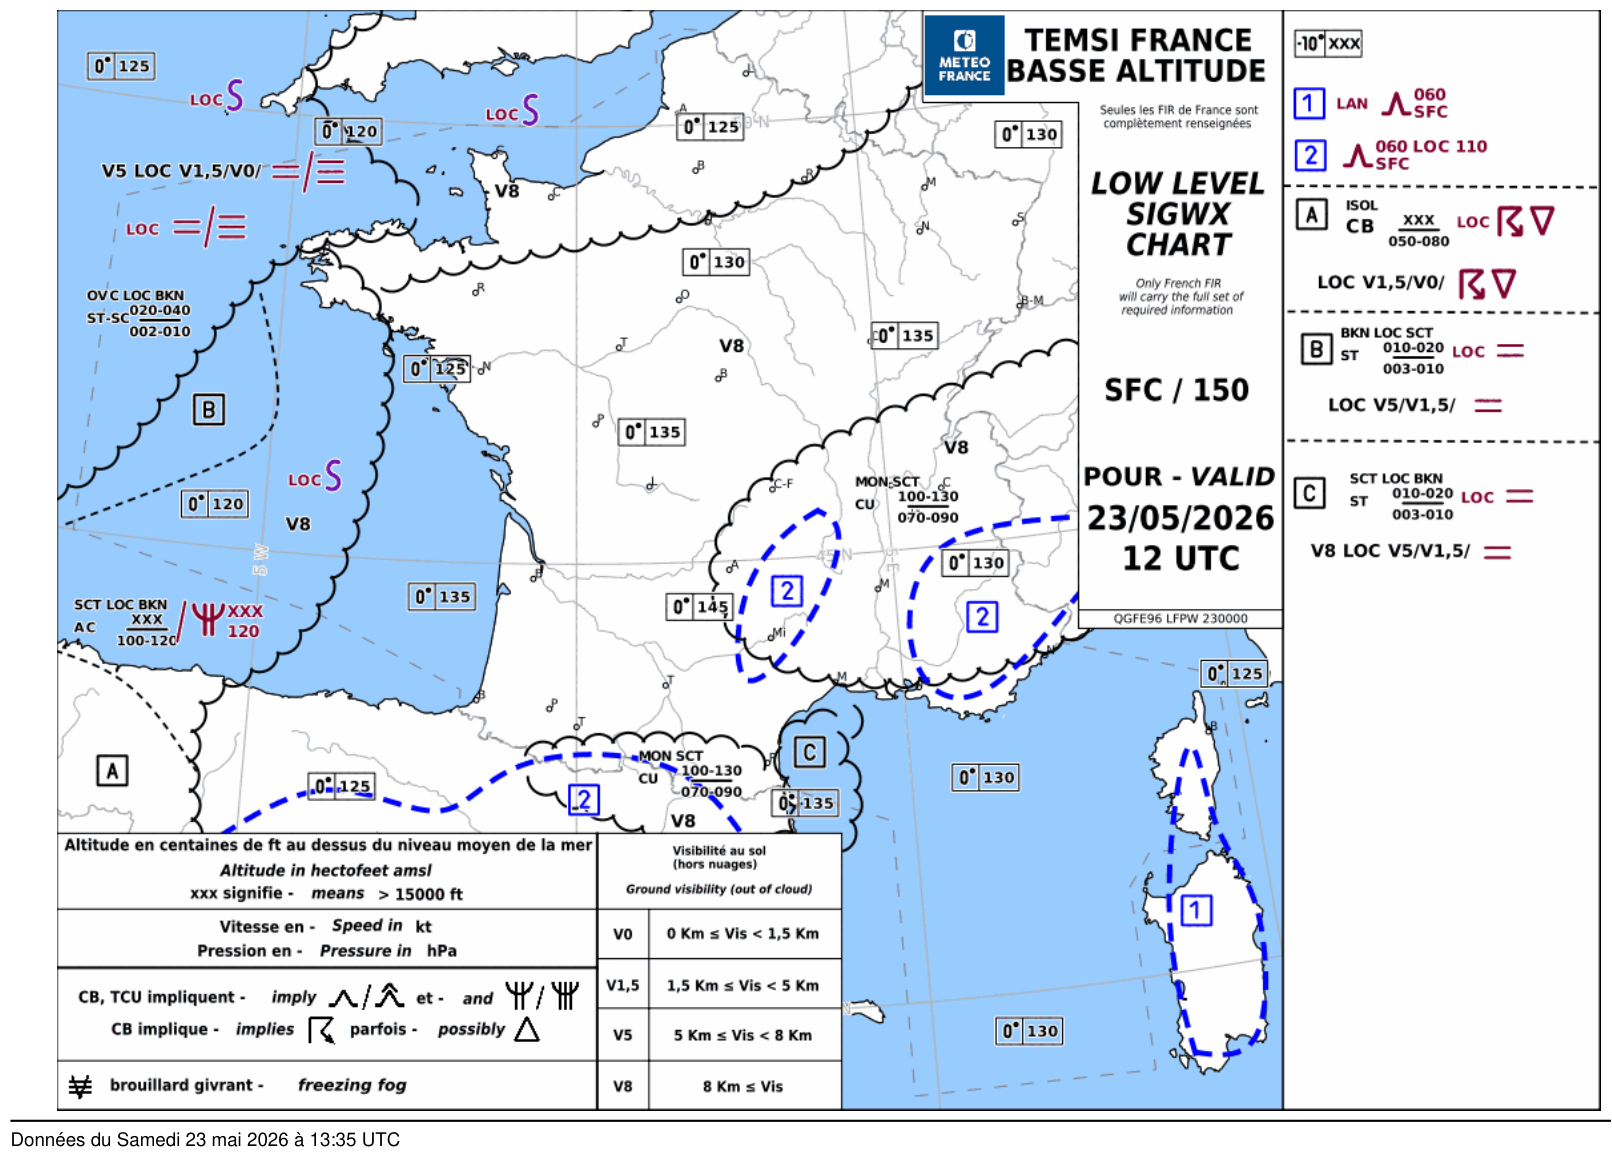 METEO
FRANCE
TEMSI FRANCE
BASSE ALTITUDE
Seules les FIR de France sont
complètement renseignées
LOW LEVEL
SIGWX
CHART
Only French FIR
will carry the full set of
required information
SFC / 150
POUR - VALID
23/05/2026
12 UTC
QGFE96 LFPW 230000
-10° xxx
1 LAN 060
SFC
2 060 LOC 110
SFC
A ISOL
CB xxx LOC
050-080
LOC V1,5/V0/
B BKN LOC SCT
ST 010-020 LOC
003-010
LOC V5/V1,5/
C SCT LOC BKN
ST 010-020 LOC
003-010
V8 LOC V5/V1,5/
0° 125
LOC
LOC
0° 120
0° 125
0° 130
V5 LOC V1,5/V0/
V8
LOC
0° 130
OVC LOC BKN
ST-SC 020-040
002-010
0° 135
V8
0° 125
B
0° 135
V8
LOC
MON SCT
CU 100-130
070-090
0° 120
V8
45°N
5°W
0° 130
2
0° 135
0° 145
2
SCT LOC BKN
AC XXX
100-120
XXX
120
0° 125
A
C
MON SCT
CU 100-130
070-090
0° 125
2
0° 135
0° 130
V8
1
0° 130
L
A
50°N
B
R
C
C
M
S
N
R
O
B-M
T
N
B
P
L
C-F
C
A
M
B
Mi
N
M
T
B
P
T
P
B
Altitude en centaines de ft au dessus du niveau moyen de la mer
Altitude in hectofeet amsl
xxx signifie - means > 15000 ft
Vitesse en - Speed in kt
Pression en - Pressure in hPa
CB, TCU impliquent - imply / et - and /
CB implique - implies parfois - possibly
brouillard givrant - freezing fog
Visibilité au sol
(hors nuages)
Ground visibility (out of cloud)
V0 0 Km ≤ Vis < 1,5 Km
V1,5 1,5 Km ≤ Vis < 5 Km
V5 5 Km ≤ Vis < 8 Km
V8 8 Km ≤ Vis
Données du Samedi 23 mai 2026 à 13:35 UTC